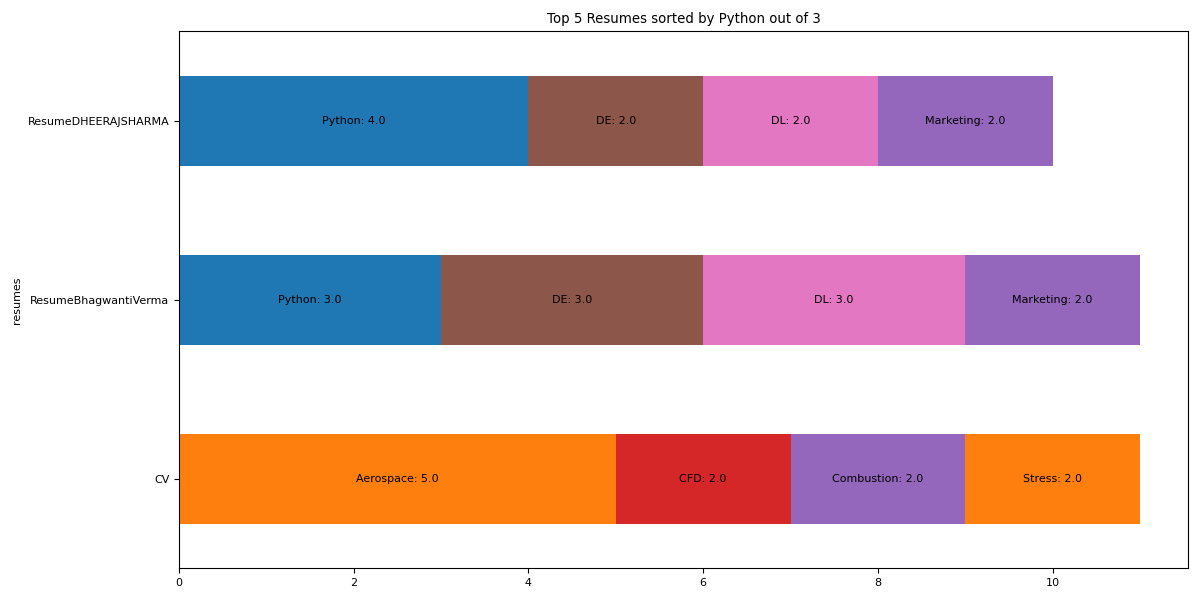 Top 5 Resumes sorted by Python out of 3
resumes
ResumeDHEERAJSHARMA
Python: 4.0 DE: 2.0 DL: 2.0 Marketing: 2.0
ResumeBhagwantiVerma
Python: 3.0 DE: 3.0 DL: 3.0 Marketing: 2.0
CV
Aerospace: 5.0 CFD: 2.0 Combustion: 2.0 Stress: 2.0
0 2 4 6 8 10